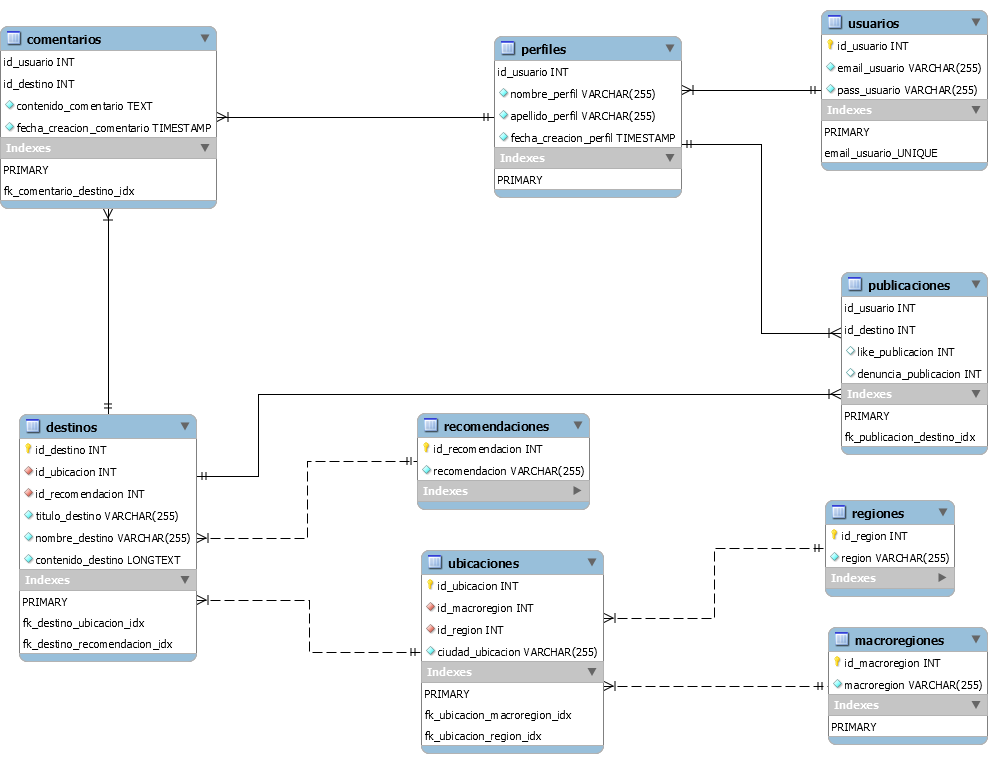 comentarios
id_usuario INT
id_destino INT
contenido_comentario TEXT
fecha_creacion_comentario TIMESTAMP
Indexes
PRIMARY
fk_comentario_destino_idx
perfiles
id_usuario INT
nombre_perfil VARCHAR(255)
apellido_perfil VARCHAR(255)
fecha_creacion_perfil TIMESTAMP
Indexes
PRIMARY
usuarios
id_usuario INT
email_usuario VARCHAR(255)
pass_usuario VARCHAR(255)
Indexes
PRIMARY
email_usuario_UNIQUE
publicaciones
id_usuario INT
id_destino INT
like_publicacion INT
denuncia_publicacion INT
Indexes
PRIMARY
fk_publicacion_destino_idx
destinos
id_destino INT
id_ubicacion INT
id_recomendacion INT
titulo_destino VARCHAR(255)
nombre_destino VARCHAR(255)
contenido_destino LONGTEXT
Indexes
PRIMARY
fk_destino_ubicacion_idx
fk_destino_recomendacion_idx
recomendaciones
id_recomendacion INT
recomendacion VARCHAR(255)
Indexes
ubicaciones
id_ubicacion INT
id_macroregion INT
id_region INT
ciudad_ubicacion VARCHAR(255)
Indexes
PRIMARY
fk_ubicacion_macroregion_idx
fk_ubicacion_region_idx
regiones
id_region INT
region VARCHAR(255)
Indexes
macroregiones
id_macroregion INT
macroregion VARCHAR(255)
Indexes
PRIMARY